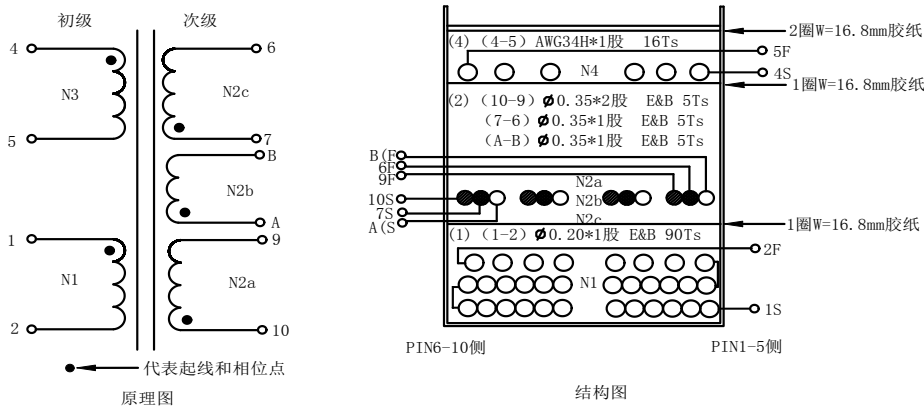 初级
次级
4
6
N3
N2c
5
7
B
N2b
A
1
9
N1
N2a
2
10
代表起线和相位点
原理图
(4) (4-5) AWG34H*1股 16Ts
2圈W=16.8mm胶纸
5F
N4
4S
1圈W=16.8mm胶纸
(2) (10-9) Ø0.35*2股 E&B 5Ts
(7-6) Ø0.35*1股 E&B 5Ts
(A-B) Ø0.35*1股 E&B 5Ts
B(F
6F
9F
N2a
10S
N2b
7S
N2c
A(S
1圈W=16.8mm胶纸
(1) (1-2) Ø0.20*1股 E&B 90Ts
2F
N1
1S
PIN6-10侧
PIN1-5侧
结构图